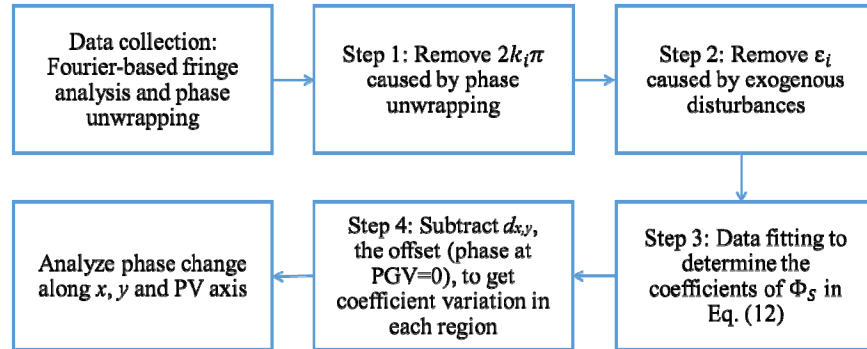 Data collection:
Fourier-based fringe
analysis and phase
unwrapping
Step 1: Remove 2kᵢπ
caused by phase
unwrapping
Step 2: Remove εᵢ
caused by exogenous
disturbances
Step 3: Data fitting to
determine the
coefficients of Φ_S in
Eq. (12)
Step 4: Subtract d_{x,y},
the offset (phase at
PGV=0), to get
coefficient variation in
each region
Analyze phase change
along x, y and PV axis